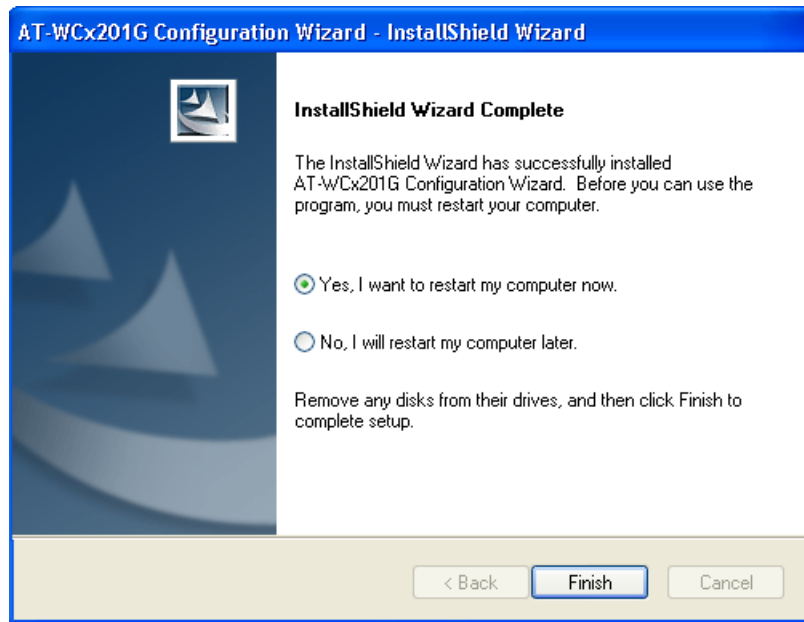 AT-WCx201G Configuration Wizard - InstallShield Wizard
InstallShield Wizard Complete
The InstallShield Wizard has successfully installed
AT-WCx201G Configuration Wizard. Before you can use the
program, you must restart your computer.
Yes, I want to restart my computer now.
No, I will restart my computer later.
Remove any disks from their drives, and then click Finish to
complete setup.
< Back Finish Cancel